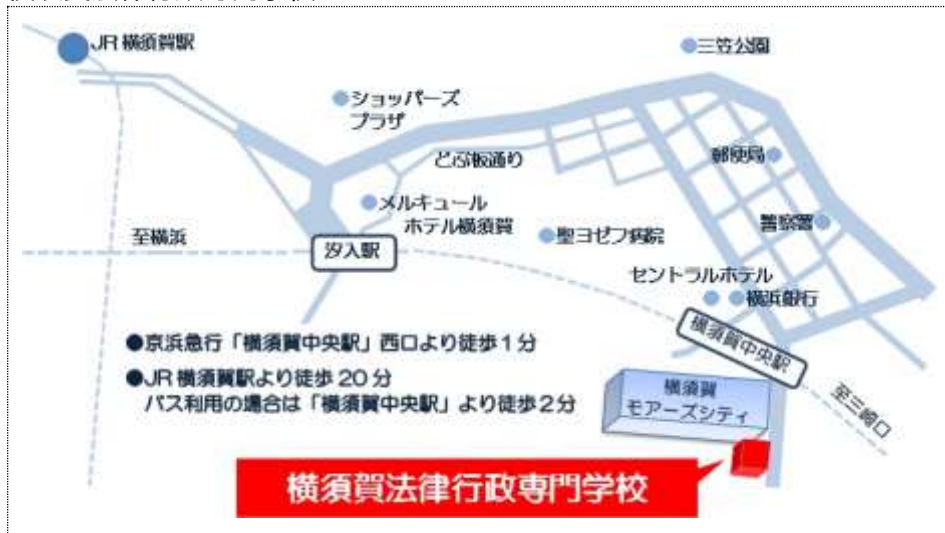 JR 横須賀駅
三笠公園
ショッパーズ
プラザ
どぶ板通り
郵便局
メルキュール
ホテル横須賀
警察署
至横浜
汐入駅
聖ヨゼフ病院
セントラルホテル
横浜銀行
横須賀中央駅
●京浜急行「横須賀中央駅」西口より徒歩1分
●JR 横須賀駅より徒歩 20 分
バス利用の場合は「横須賀中央駅」より徒歩2分
横須賀
モアーズシティ
至三崎口
横須賀法律行政専門学校